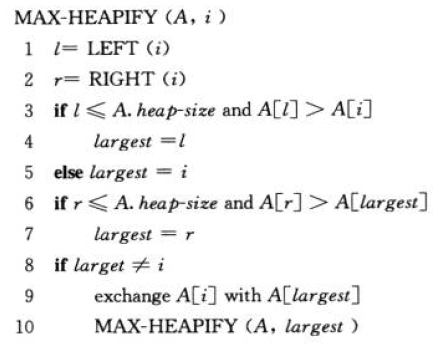 MAX-HEAPIFY (A, i)
1 l= LEFT (i)
2 r= RIGHT (i)
3 if l ⩽ A. heap-size and A[l] > A[i]
4 largest =l
5 else largest = i
6 if r ⩽ A. heap-size and A[r] > A[largest]
7 largest = r
8 if larget ≠ i
9 exchange A[i] with A[largest]
10 MAX-HEAPIFY (A, largest )